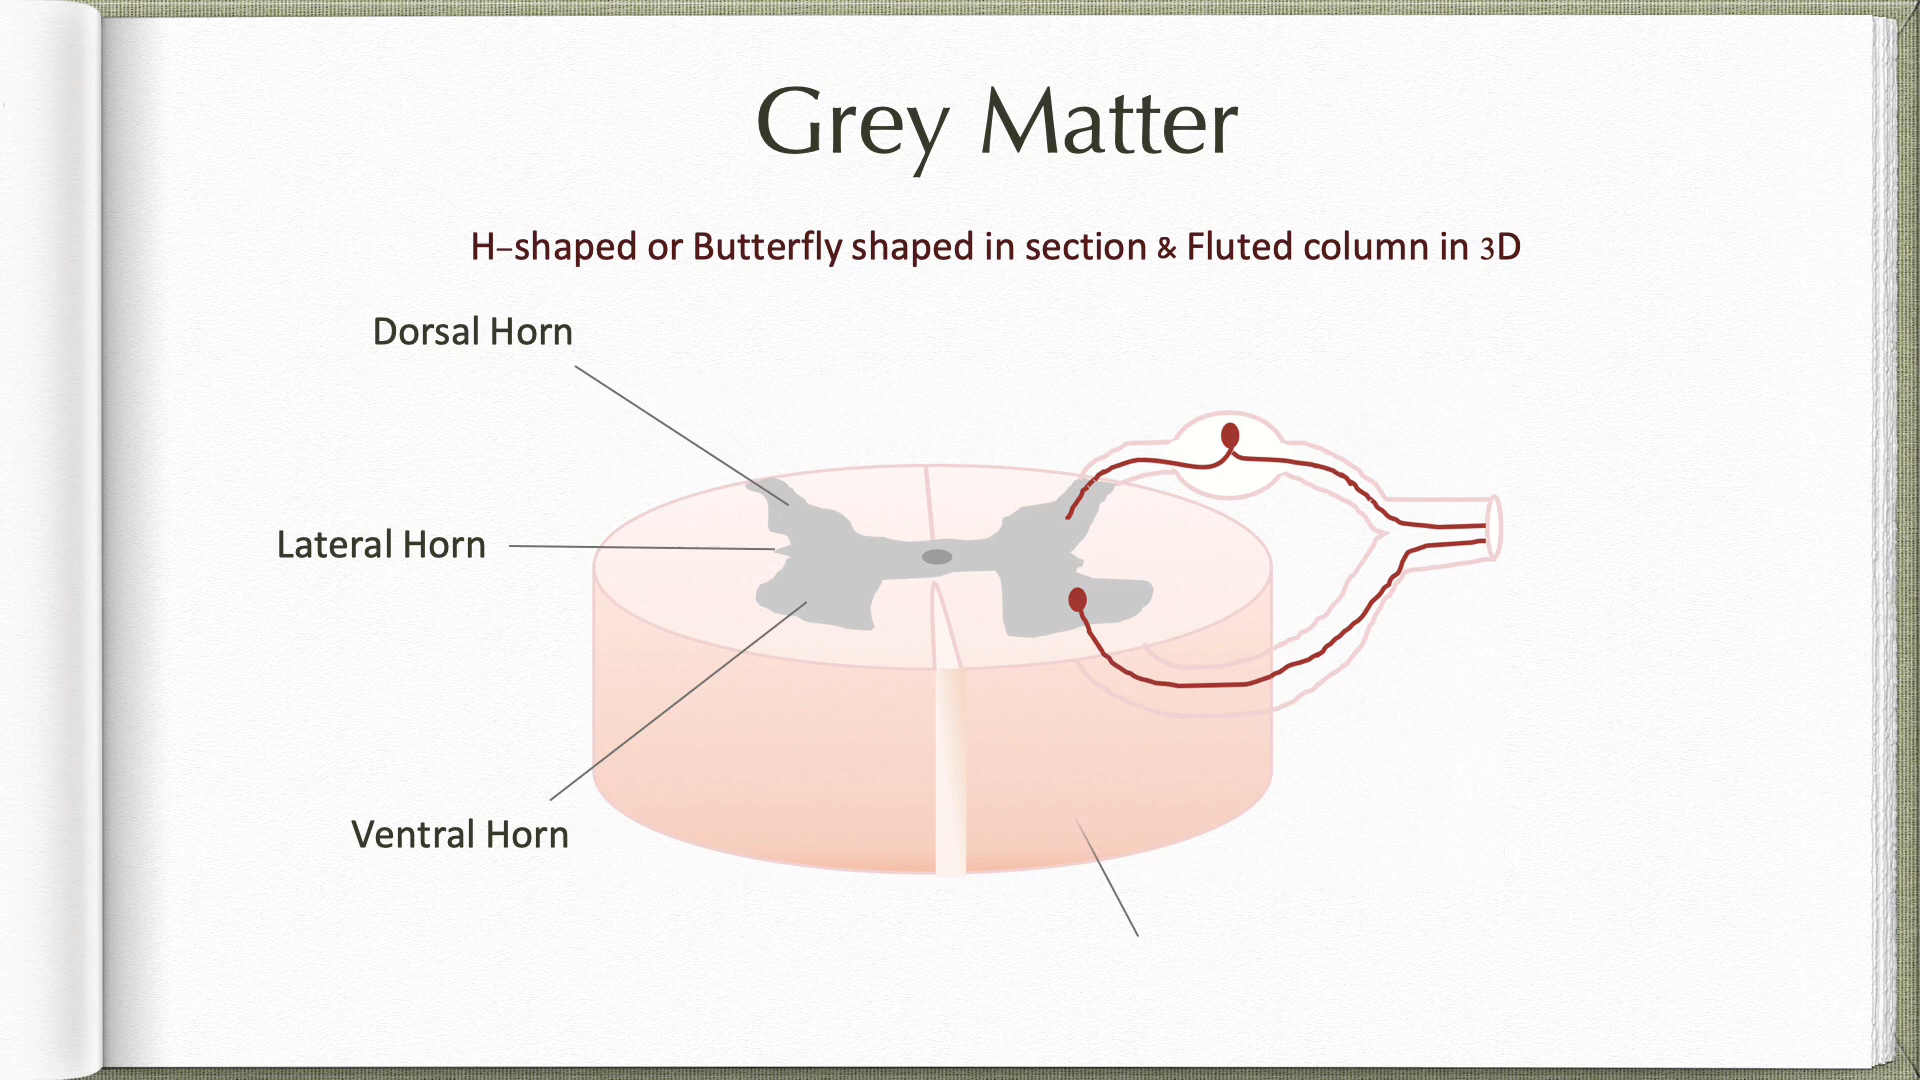 Grey Matter
H-shaped or Butterfly shaped in section & Fluted column in 3D
Dorsal Horn
Lateral Horn
Ventral Horn